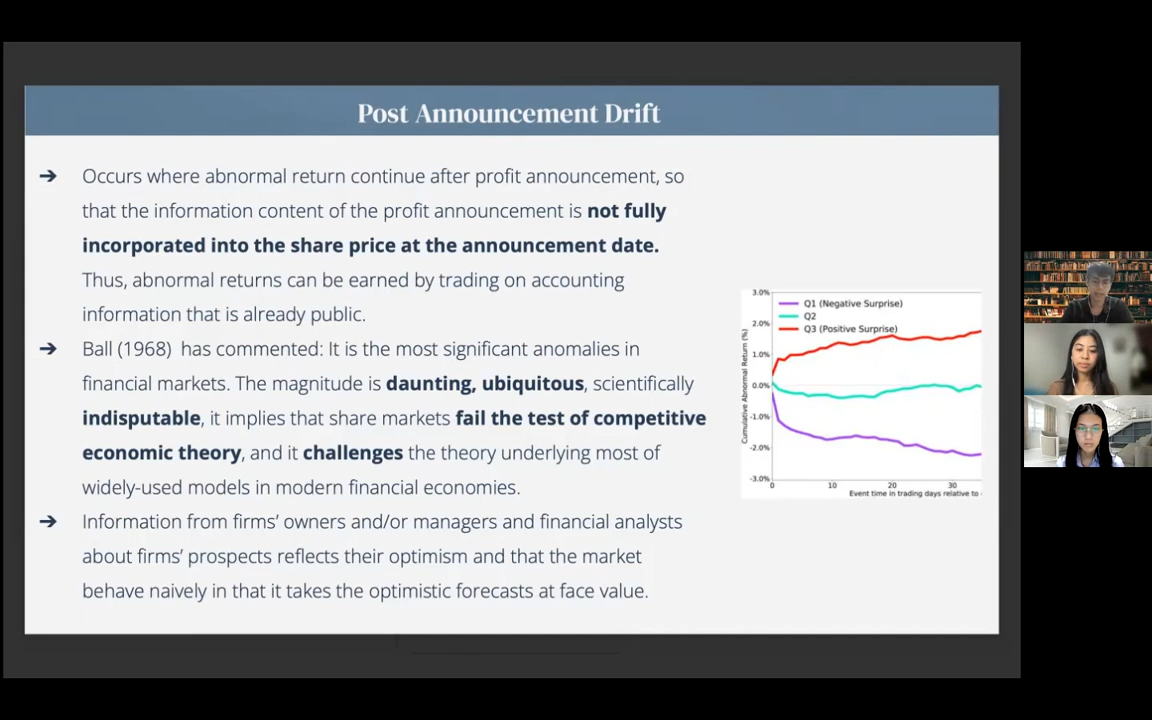 Post Announcement Drift
→ Occurs where abnormal return continue after profit announcement, so
that the information content of the profit announcement is not fully
incorporated into the share price at the announcement date.
Thus, abnormal returns can be earned by trading on accounting
information that is already public.
→ Ball (1968) has commented: It is the most significant anomalies in
financial markets. The magnitude is daunting, ubiquitous, scientifically
indisputable, it implies that share markets fail the test of competitive
economic theory, and it challenges the theory underlying most of
widely-used models in modern financial economies.
→ Information from firms' owners and/or managers and financial analysts
about firms' prospects reflects their optimism and that the market
behave naively in that it takes the optimistic forecasts at face value.
Cumulative Abnormal Return (%)
3.0%
2.0%
1.0%
0.0%
-1.0%
-2.0%
-3.0%
Q1 (Negative Surprise)
Q2
Q3 (Positive Surprise)
0 10 20 30
Event time in trading days relative to